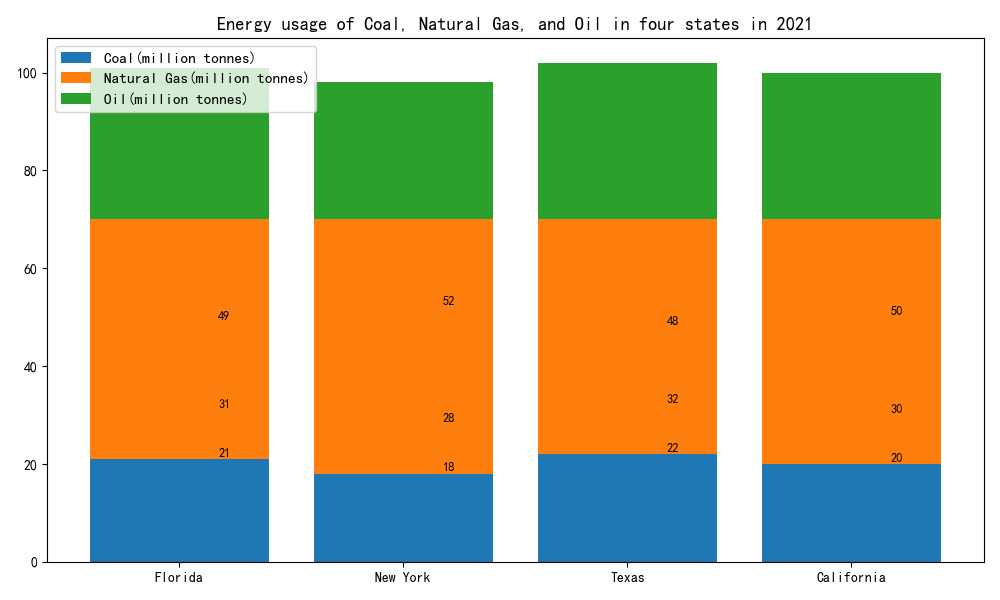 Energy usage of Coal, Natural Gas, and Oil in four states in 2021
Coal(million tonnes)
Natural Gas(million tonnes)
Oil(million tonnes)
100
80
60
40
20
0
49
31
21
52
28
18
48
32
22
50
30
20
Florida
New York
Texas
California